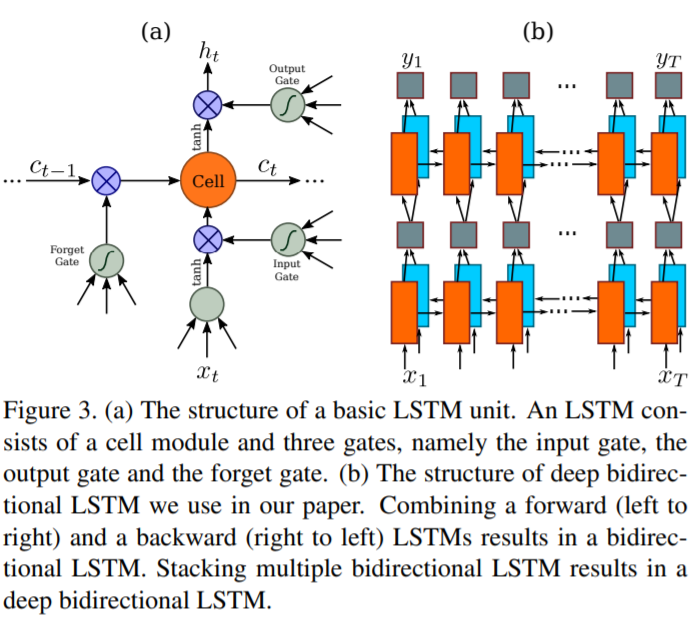 (a)
(b)
h_t
Output
Gate
tanh
... c_{t-1}
Cell
c_t ...
Forget
Gate
tanh
Input
Gate
x_t
y_1
y_T
...
...
...
...
...
...
x_1
x_T
Figure 3. (a) The structure of a basic LSTM unit. An LSTM con-
sists of a cell module and three gates, namely the input gate, the
output gate and the forget gate. (b) The structure of deep bidirec-
tional LSTM we use in our paper. Combining a forward (left to
right) and a backward (right to left) LSTMs results in a bidirec-
tional LSTM. Stacking multiple bidirectional LSTM results in a
deep bidirectional LSTM.